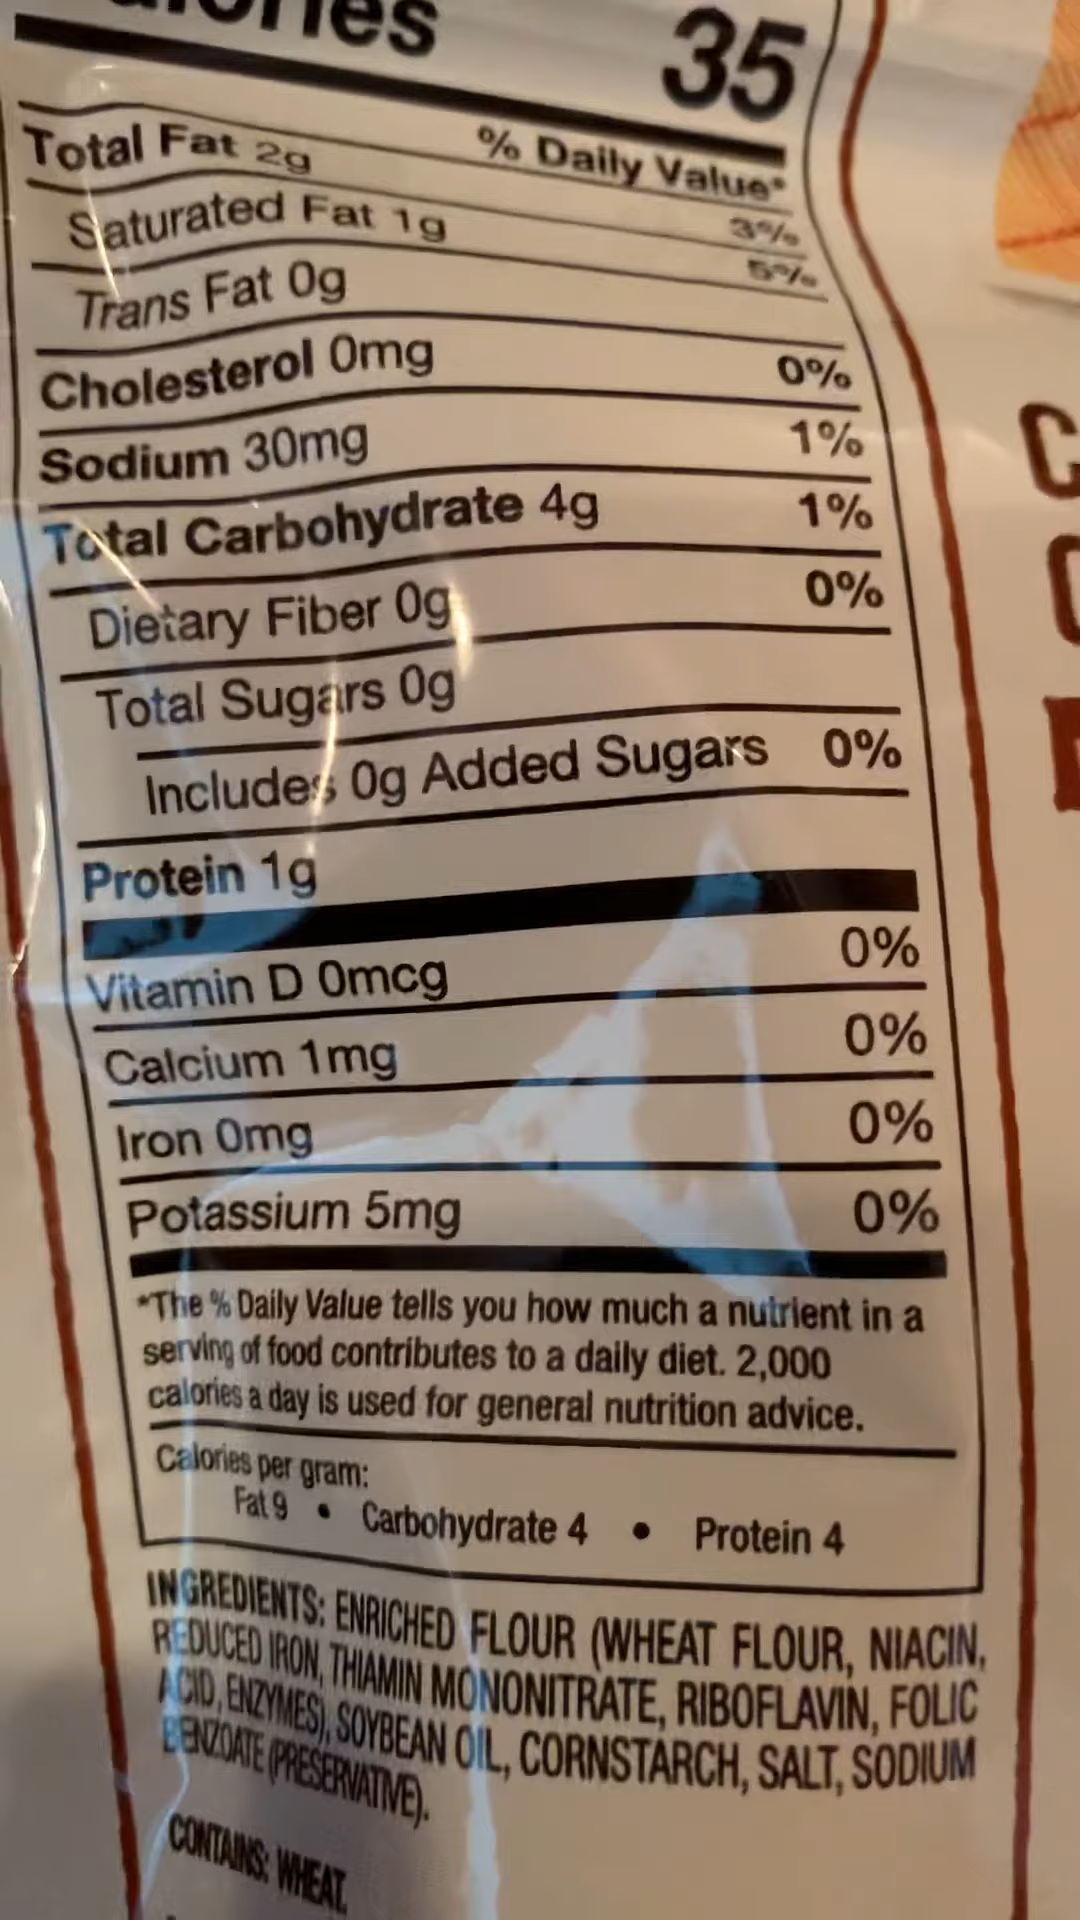 alories 35
% Daily Value*
Total Fat 2g 3%
Saturated Fat 1g 5%
Trans Fat 0g
Cholesterol 0mg 0%
Sodium 30mg 1%
Total Carbohydrate 4g 1%
Dietary Fiber 0g 0%
Total Sugars 0g
Includes 0g Added Sugars 0%
Protein 1g
Vitamin D 0mcg 0%
Calcium 1mg 0%
Iron 0mg 0%
Potassium 5mg 0%
*The % Daily Value tells you how much a nutrient in a
serving of food contributes to a daily diet. 2,000
calories a day is used for general nutrition advice.
Calories per gram:
Fat 9 • Carbohydrate 4 • Protein 4
INGREDIENTS: ENRICHED FLOUR (WHEAT FLOUR, NIACIN,
REDUCED IRON, THIAMIN MONONITRATE, RIBOFLAVIN, FOLIC
ACID, ENZYMES), SOYBEAN OIL, CORNSTARCH, SALT, SODIUM
BENZOATE (PRESERVATIVE).
CONTAINS: WHEAT.